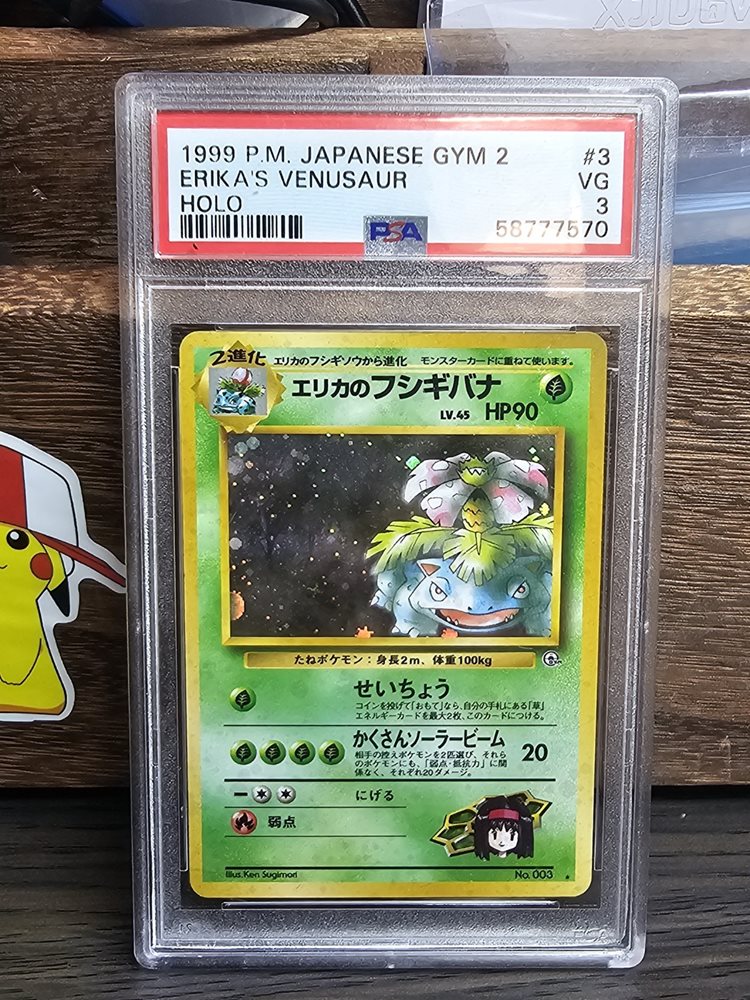 1999 P.M. JAPANESE GYM 2 #3
ERIKA'S VENUSAUR VG
HOLO 3
PSA 58777570
2進化 エリカのフシギソウから進化 モンスターカードに重ねて使います。
エリカのフシギバナ
LV.45 HP90
たねポケモン:身長2m、体重100kg
せいちょう
コインを投げて「おもて」なら、自分の手札にある「草」
エネルギーカードを最大2枚、このカードにつける。
かくさんソーラービーム 20
相手の控えポケモンを2匹選び、それら
のポケモンにも、「弱点・抵抗力」に関
係なく、それぞれ20ダメージ。
にげる
弱点
Illus. Ken Sugimori No. 003